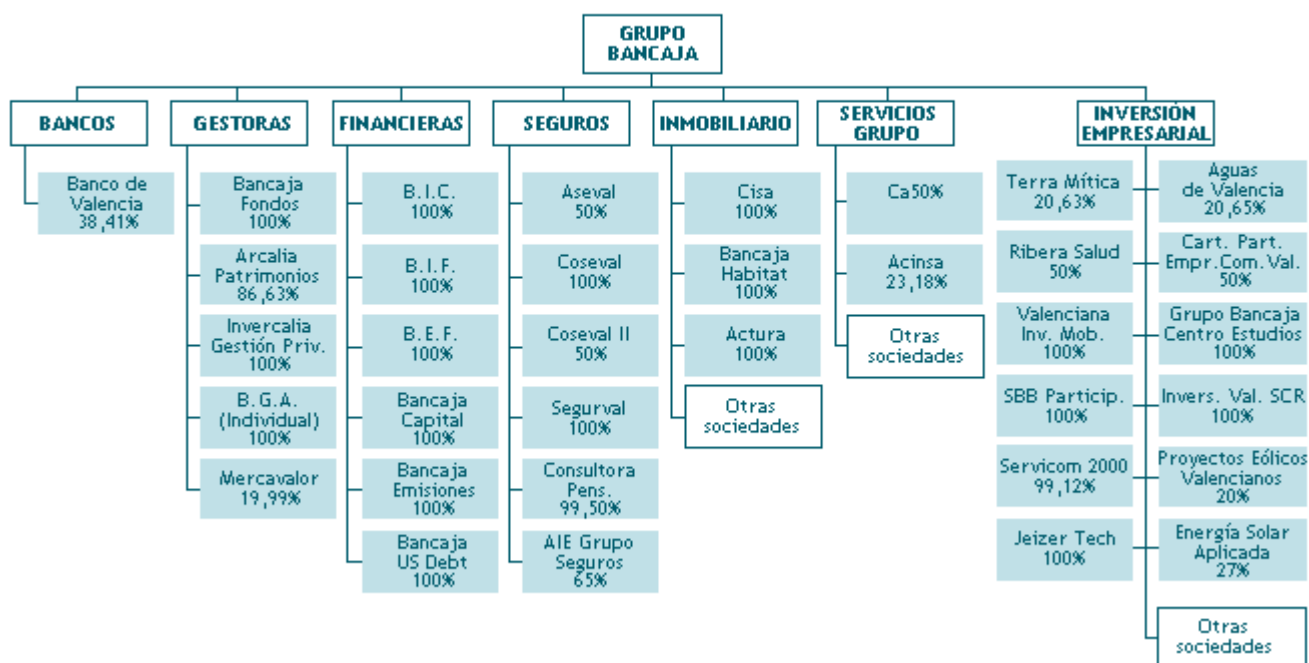 GRUPO
BANCAJA
BANCOS
GESTORAS
FINANCIERAS
SEGUROS
INMOBILIARIO
SERVICIOS
GRUPO
INVERSIÓN
EMPRESARIAL
Banco de
Valencia
38,41%
Bancaja
Fondos
100%
Arcalia
Patrimonios
86,63%
Invercalia
Gestión Priv.
100%
B.G.A.
(Individual)
100%
Mercavalor
19,99%
B.I.C.
100%
B.I.F.
100%
B.E.F.
100%
Bancaja
Capital
100%
Bancaja
Emisiones
100%
Bancaja
US Debt
100%
Aseval
50%
Coseval
100%
Coseval II
50%
Segurval
100%
Consultora
Pens.
99,50%
AIE Grupo
Seguros
65%
Cisa
100%
Bancaja
Habitat
100%
Actura
100%
Otras
sociedades
Ca50%
Acinsa
23,18%
Otras
sociedades
Terra Mítica
20,63%
Ribera Salud
50%
Valenciana
Inv. Mob.
100%
SBB Particip.
100%
Servicom 2000
99,12%
Jeizer Tech
100%
Aguas
de Valencia
20,65%
Cart. Part.
Empr.Com.Val.
50%
Grupo Bancaja
Centro Estudios
100%
Invers. Val. SCR
100%
Proyectos Eólicos
Valencianos
20%
Energía Solar
Aplicada
27%
Otras
sociedades